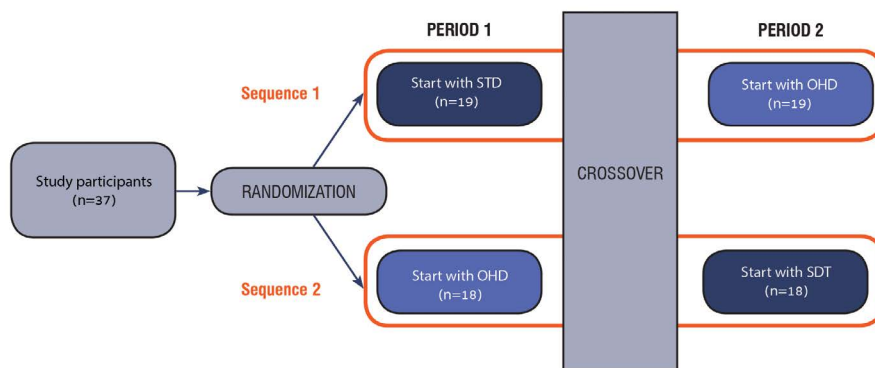 PERIOD 1
PERIOD 2
Sequence 1
Start with STD
(n=19)
Start with OHD
(n=19)
Study participants
(n=37)
RANDOMIZATION
CROSSOVER
Sequence 2
Start with OHD
(n=18)
Start with SDT
(n=18)